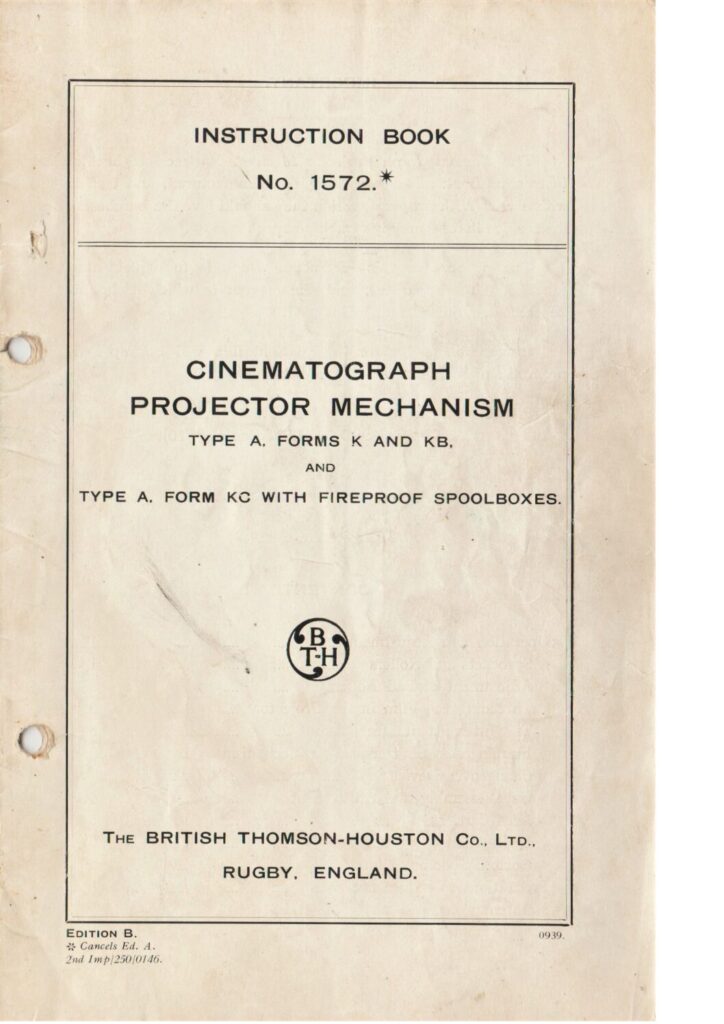 INSTRUCTION BOOK
No. 1572.*
CINEMATOGRAPH
PROJECTOR MECHANISM
TYPE A, FORMS K AND KB,
AND
TYPE A, FORM KC WITH FIREPROOF SPOOLBOXES.
B
T-H
THE BRITISH THOMSON-HOUSTON CO., LTD.,
RUGBY, ENGLAND.
EDITION B.
* Cancels Ed. A.
2nd Imp/250/0146.
0939.